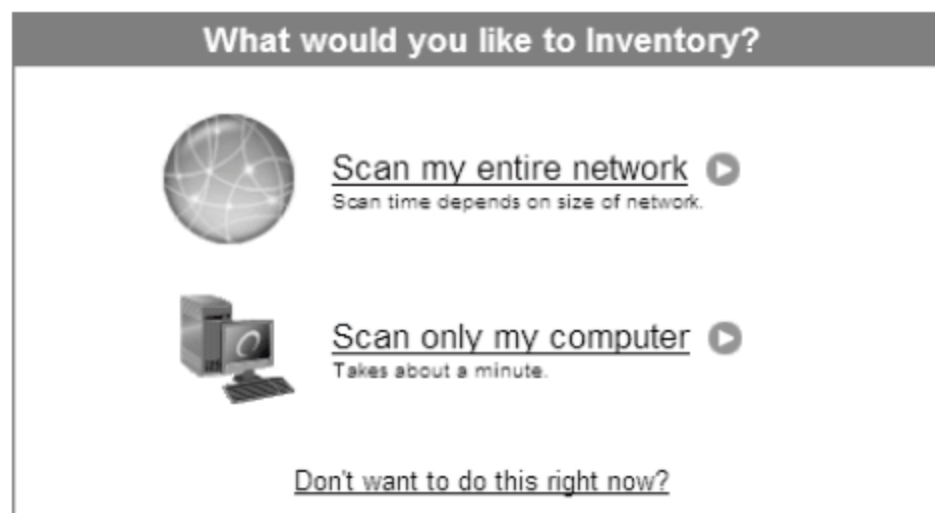 What would you like to Inventory?
Scan my entire network
Scan time depends on size of network.
Scan only my computer
Takes about a minute.
Don't want to do this right now?